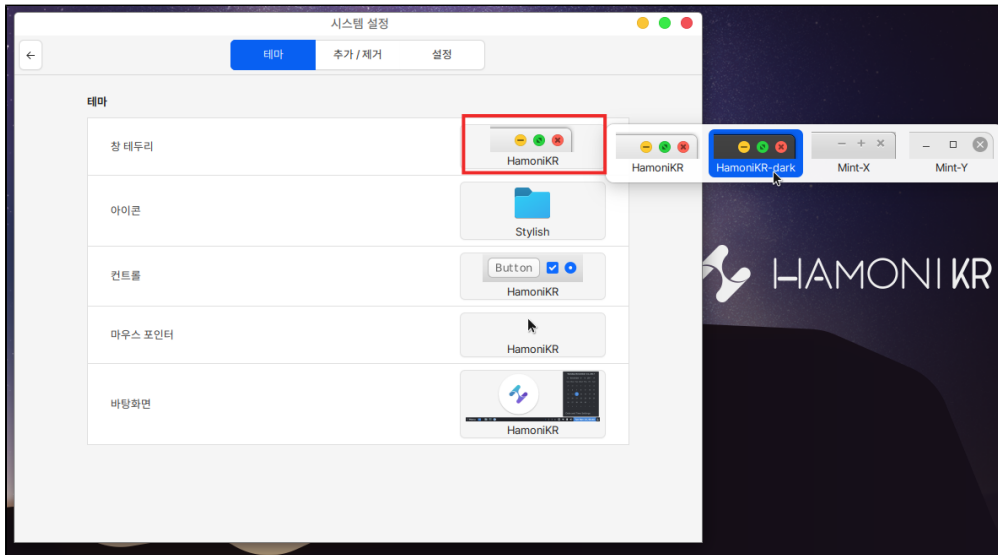 시스템 설정
테마
추가 / 제거
설정
테마
창 테두리
HamoniKR
HamoniKR
HamoniKR-dark
Mint-X
Mint-Y
아이콘
Stylish
컨트롤
Button
HamoniKR
마우스 포인터
HamoniKR
바탕화면
HamoniKR
HAMONIKR